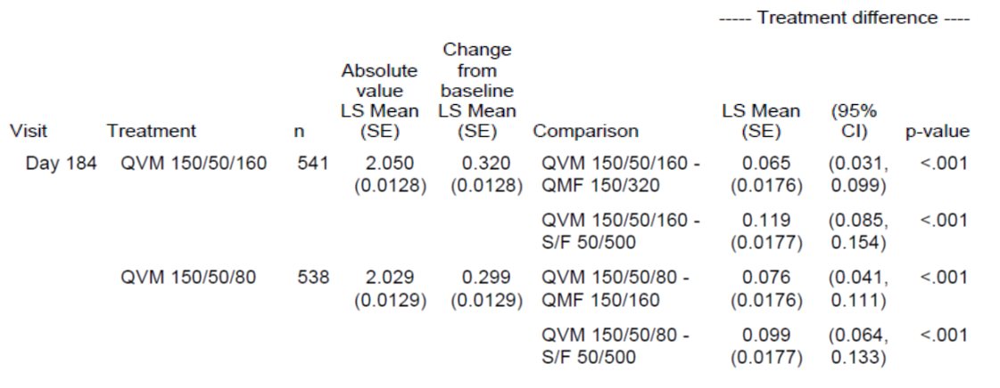 ----- Treatment difference ----
Change
Absolute from
value baseline
LS Mean LS Mean LS Mean (95%
Visit Treatment n (SE) (SE) Comparison (SE) CI) p-value
Day 184 QVM 150/50/160 541 2.050 0.320 QVM 150/50/160 - 0.065 (0.031, <.001
(0.0128) (0.0128) QMF 150/320 (0.0176) 0.099)
QVM 150/50/160 - 0.119 (0.085, <.001
S/F 50/500 (0.0177) 0.154)
QVM 150/50/80 538 2.029 0.299 QVM 150/50/80 - 0.076 (0.041, <.001
(0.0129) (0.0129) QMF 150/160 (0.0176) 0.111)
QVM 150/50/80 - 0.099 (0.064, <.001
S/F 50/500 (0.0177) 0.133)